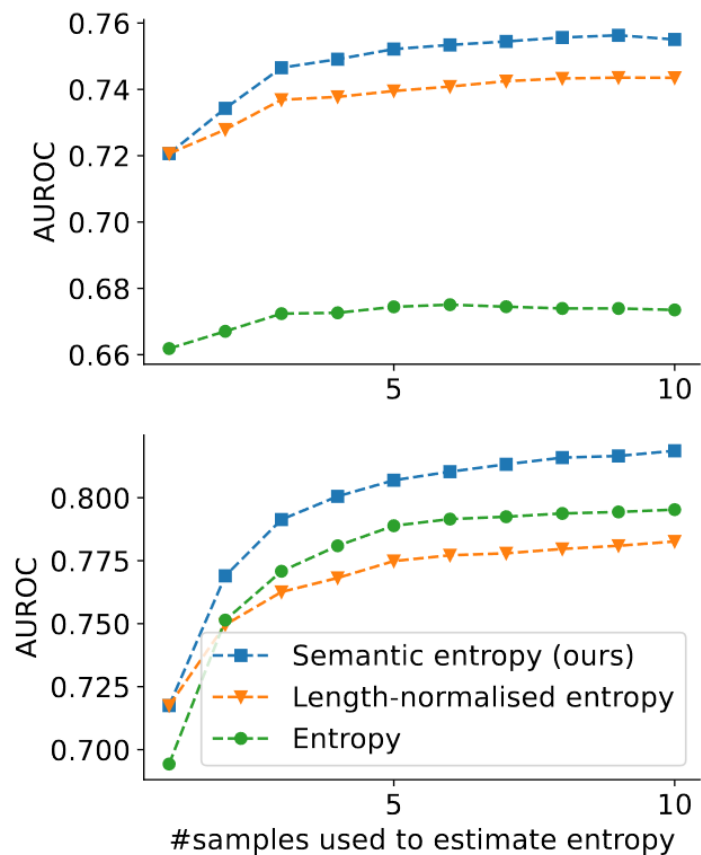 0.76
0.74
0.72
0.70
0.68
0.66
AUROC
5
10
0.800
0.775
0.750
0.725
0.700
AUROC
Semantic entropy (ours)
Length-normalised entropy
Entropy
5
10
#samples used to estimate entropy